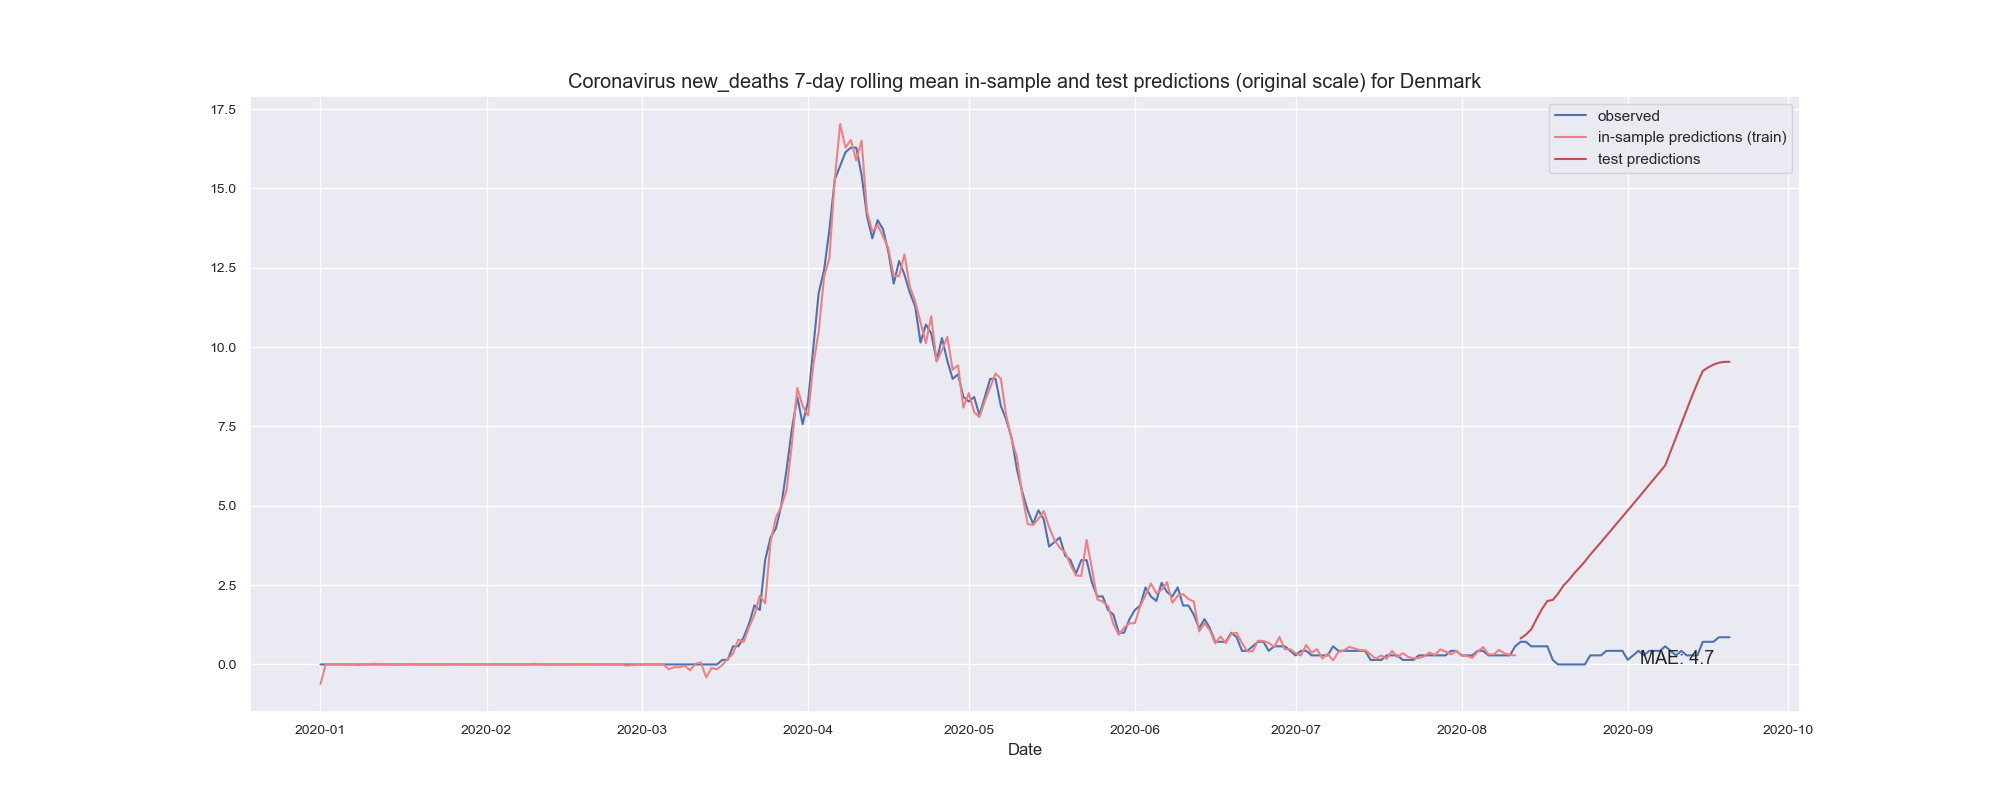 Coronavirus new_deaths 7-day rolling mean in-sample and test predictions (original scale) for Denmark
observed
in-sample predictions (train)
test predictions
17.5
15.0
12.5
10.0
7.5
5.0
2.5
0.0
MAE: 4.7
2020-01 2020-02 2020-03 2020-04 2020-05 2020-06 2020-07 2020-08 2020-09 2020-10
Date